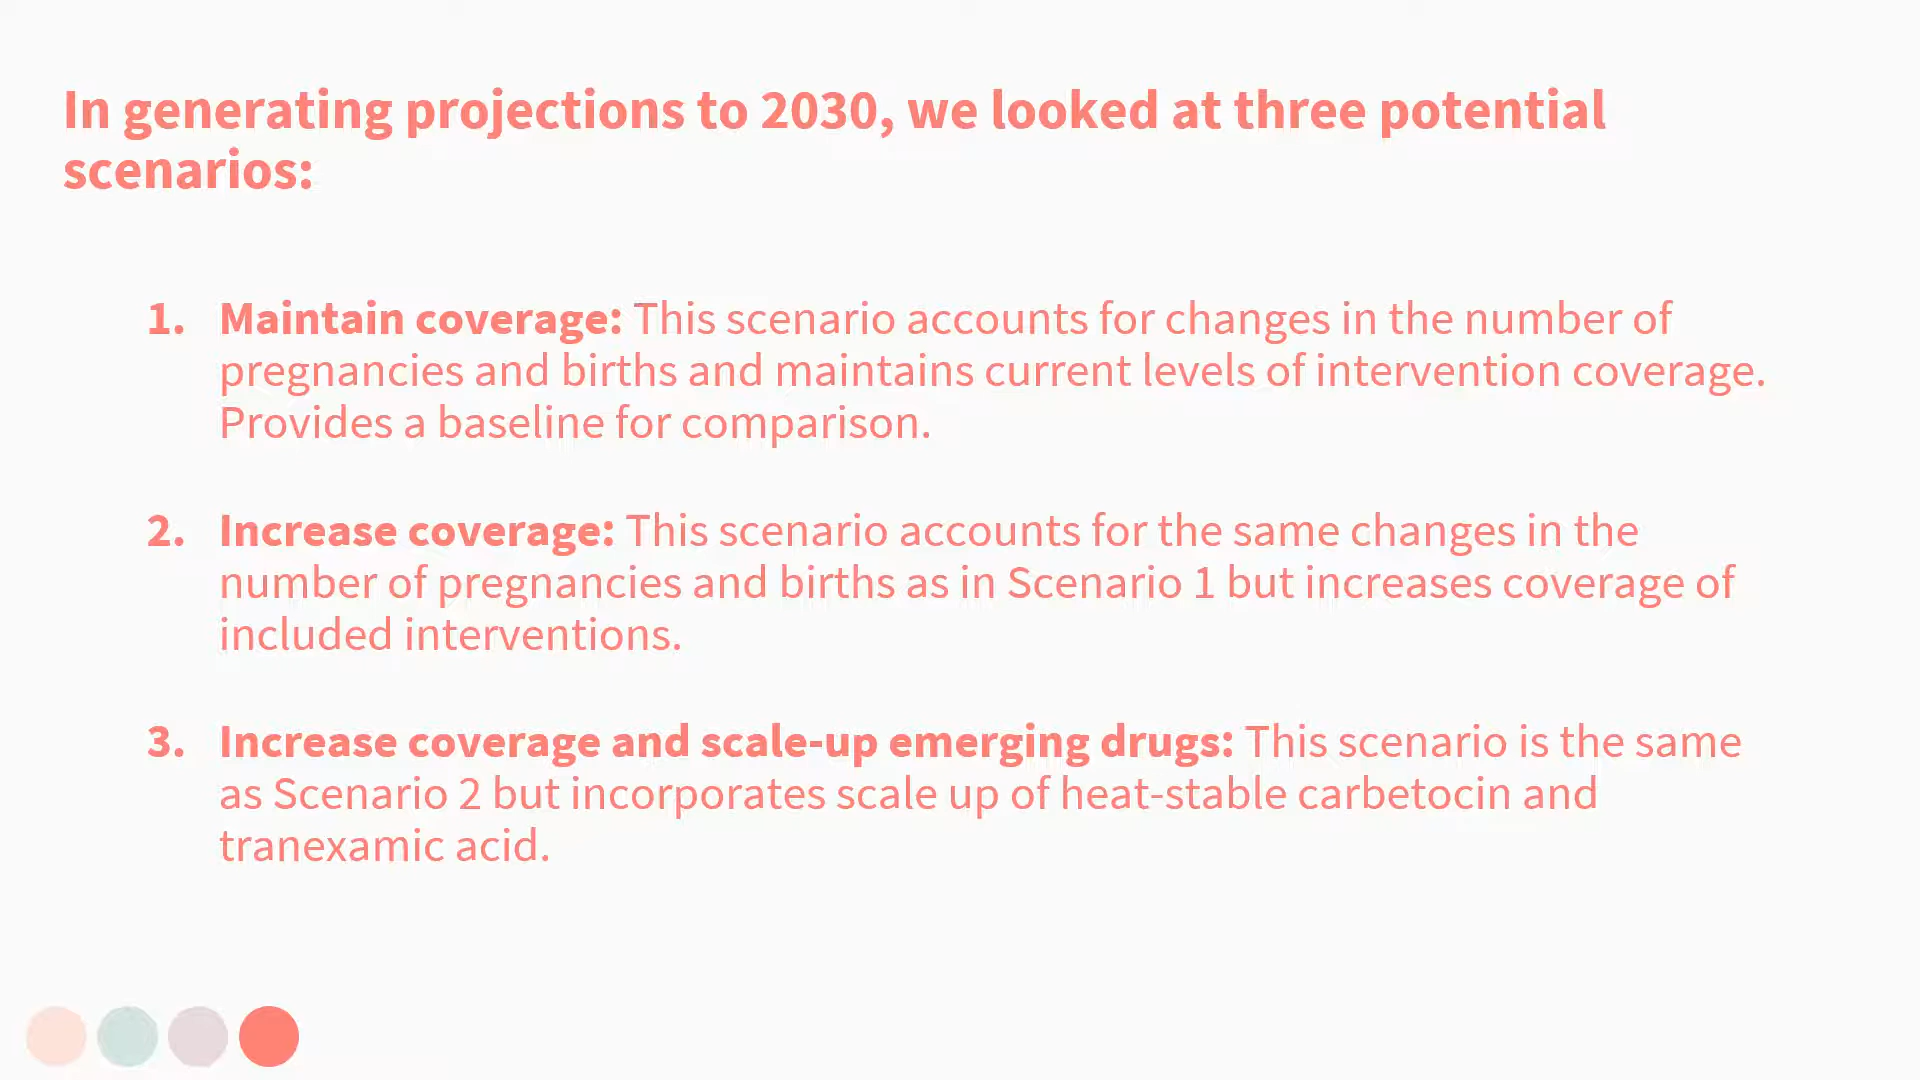 In generating projections to 2030, we looked at three potential
scenarios:
1. Maintain coverage: This scenario accounts for changes in the number of
pregnancies and births and maintains current levels of intervention coverage.
Provides a baseline for comparison.
2. Increase coverage: This scenario accounts for the same changes in the
number of pregnancies and births as in Scenario 1 but increases coverage of
included interventions.
3. Increase coverage and scale-up emerging drugs: This scenario is the same
as Scenario 2 but incorporates scale up of heat-stable carbetocin and
tranexamic acid.